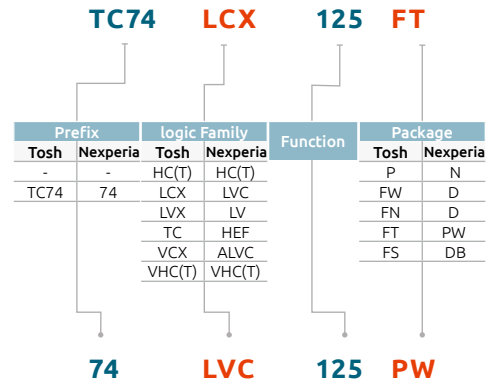 TC74 LCX 125 FT
Prefix logic Family Function Package
Tosh Nexperia Tosh Nexperia Tosh Nexperia
- - HC(T) HC(T) P N
TC74 74 LCX LVC FW D
LVX LV FN D
TC HEF FT PW
VCX ALVC FS DB
VHC(T) VHC(T)
74 LVC 125 PW